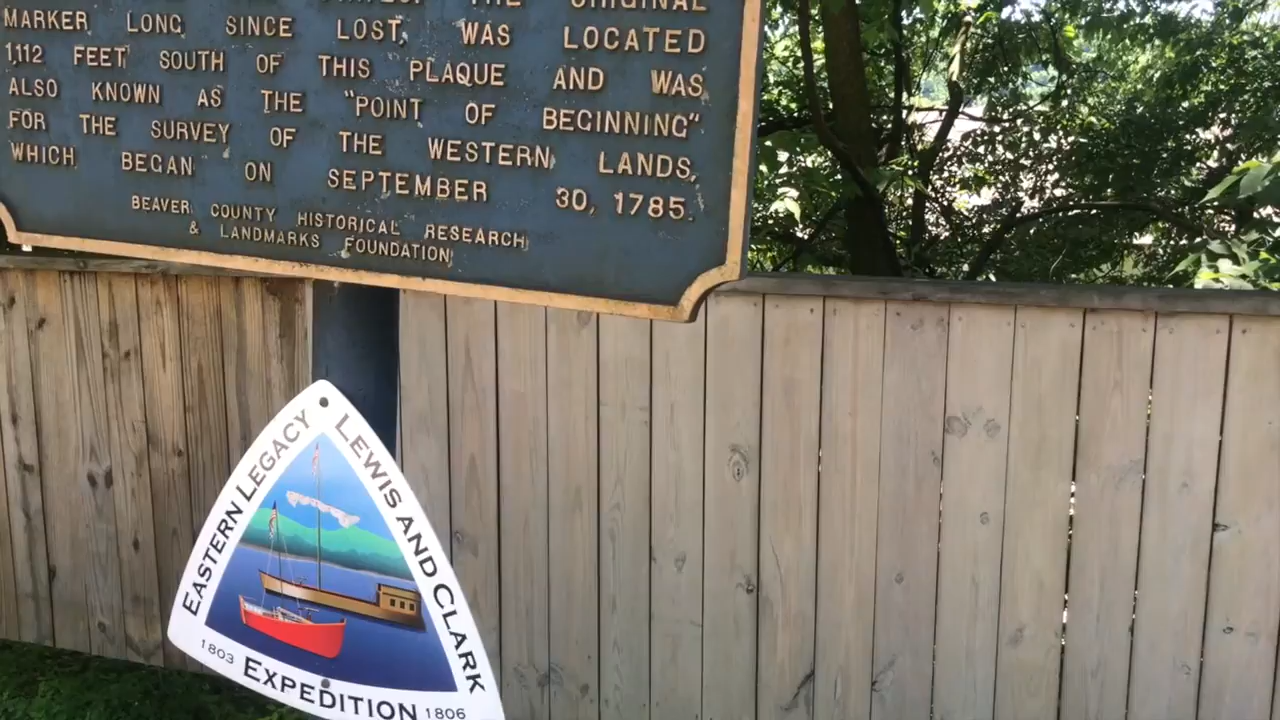 THE ORIGINAL
MARKER LONG SINCE LOST, WAS LOCATED
1,112 FEET SOUTH OF THIS PLAQUE AND WAS
ALSO KNOWN AS THE "POINT OF BEGINNING"
FOR THE SURVEY OF THE WESTERN LANDS,
WHICH BEGAN ON SEPTEMBER 30, 1785.
BEAVER COUNTY HISTORICAL RESEARCH
& LANDMARKS FOUNDATION
EASTERN LEGACY
LEWIS AND CLARK
1803 EXPEDITION 1806